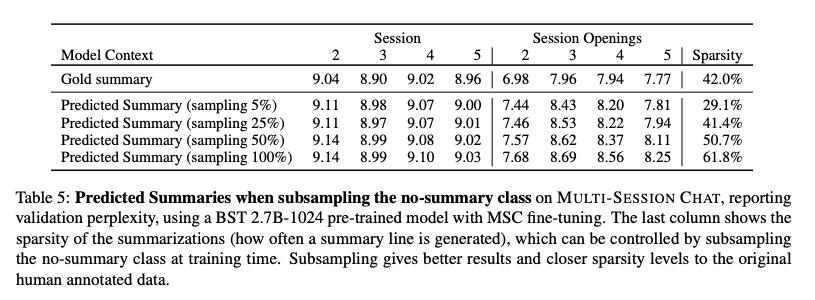 Session Session Openings
Model Context 2 3 4 5 2 3 4 5 Sparsity
Gold summary 9.04 8.90 9.02 8.96 6.98 7.96 7.94 7.77 42.0%
Predicted Summary (sampling 5%) 9.11 8.98 9.07 9.00 7.44 8.43 8.20 7.81 29.1%
Predicted Summary (sampling 25%) 9.11 8.97 9.07 9.01 7.46 8.53 8.22 7.94 41.4%
Predicted Summary (sampling 50%) 9.14 8.99 9.08 9.02 7.57 8.62 8.37 8.11 50.7%
Predicted Summary (sampling 100%) 9.14 8.99 9.10 9.03 7.68 8.69 8.56 8.25 61.8%
Table 5: Predicted Summaries when subsampling the no-summary class on MULTI-SESSION CHAT, reporting
validation perplexity, using a BST 2.7B-1024 pre-trained model with MSC fine-tuning. The last column shows the
sparsity of the summarizations (how often a summary line is generated), which can be controlled by subsampling
the no-summary class at training time. Subsampling gives better results and closer sparsity levels to the original
human annotated data.